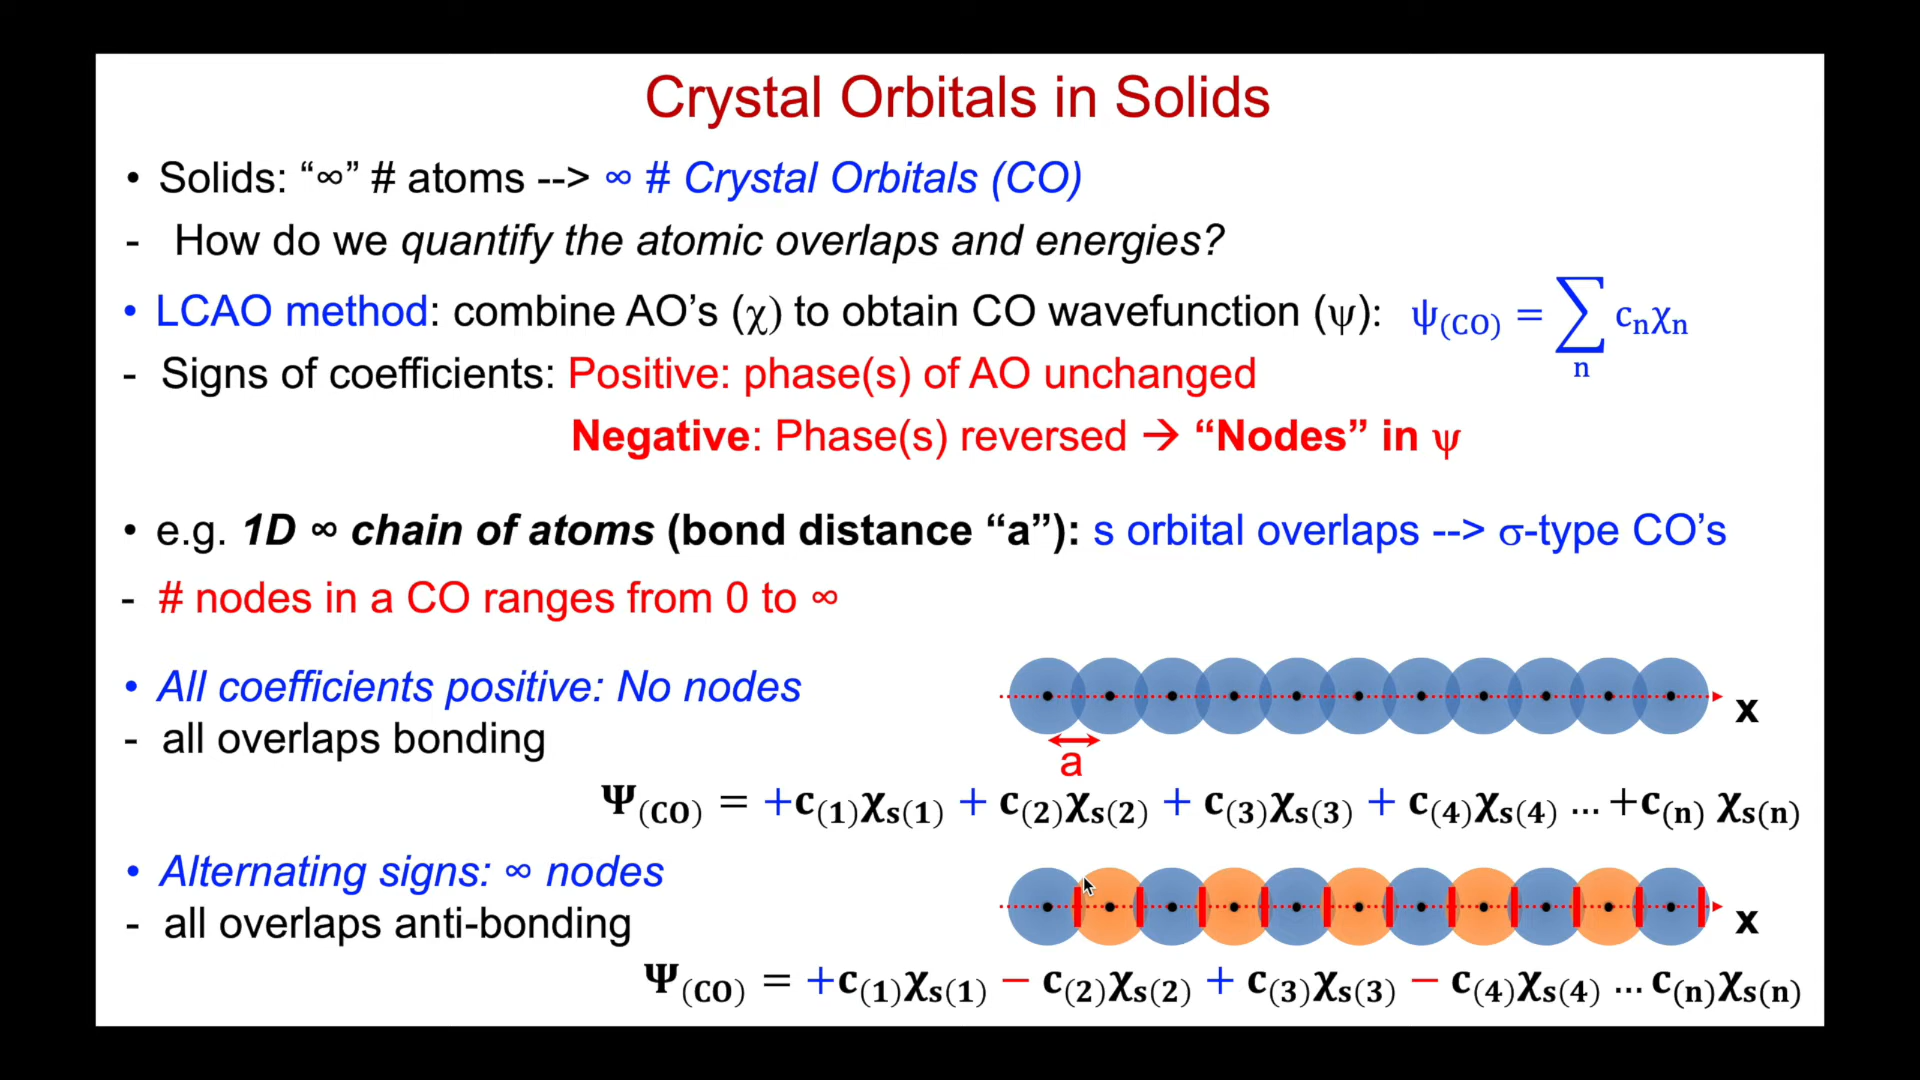 Crystal Orbitals in Solids
• Solids: “∞” # atoms --> ∞ # Crystal Orbitals (CO)
- How do we quantify the atomic overlaps and energies?
• LCAO method: combine AO’s (χ) to obtain CO wavefunction (ψ): ψ(CO) = ∑n cnχn
- Signs of coefficients: Positive: phase(s) of AO unchanged
Negative: Phase(s) reversed → “Nodes” in ψ
• e.g. 1D ∞ chain of atoms (bond distance “a”): s orbital overlaps --> σ-type CO’s
- # nodes in a CO ranges from 0 to ∞
• All coefficients positive: No nodes
x
- all overlaps bonding
a
Ψ(CO) = +c(1)χs(1) + c(2)χs(2) + c(3)χs(3) + c(4)χs(4) ... +c(n) χs(n)
• Alternating signs: ∞ nodes
x
- all overlaps anti-bonding
Ψ(CO) = +c(1)χs(1) − c(2)χs(2) + c(3)χs(3) − c(4)χs(4) ... c(n)χs(n)